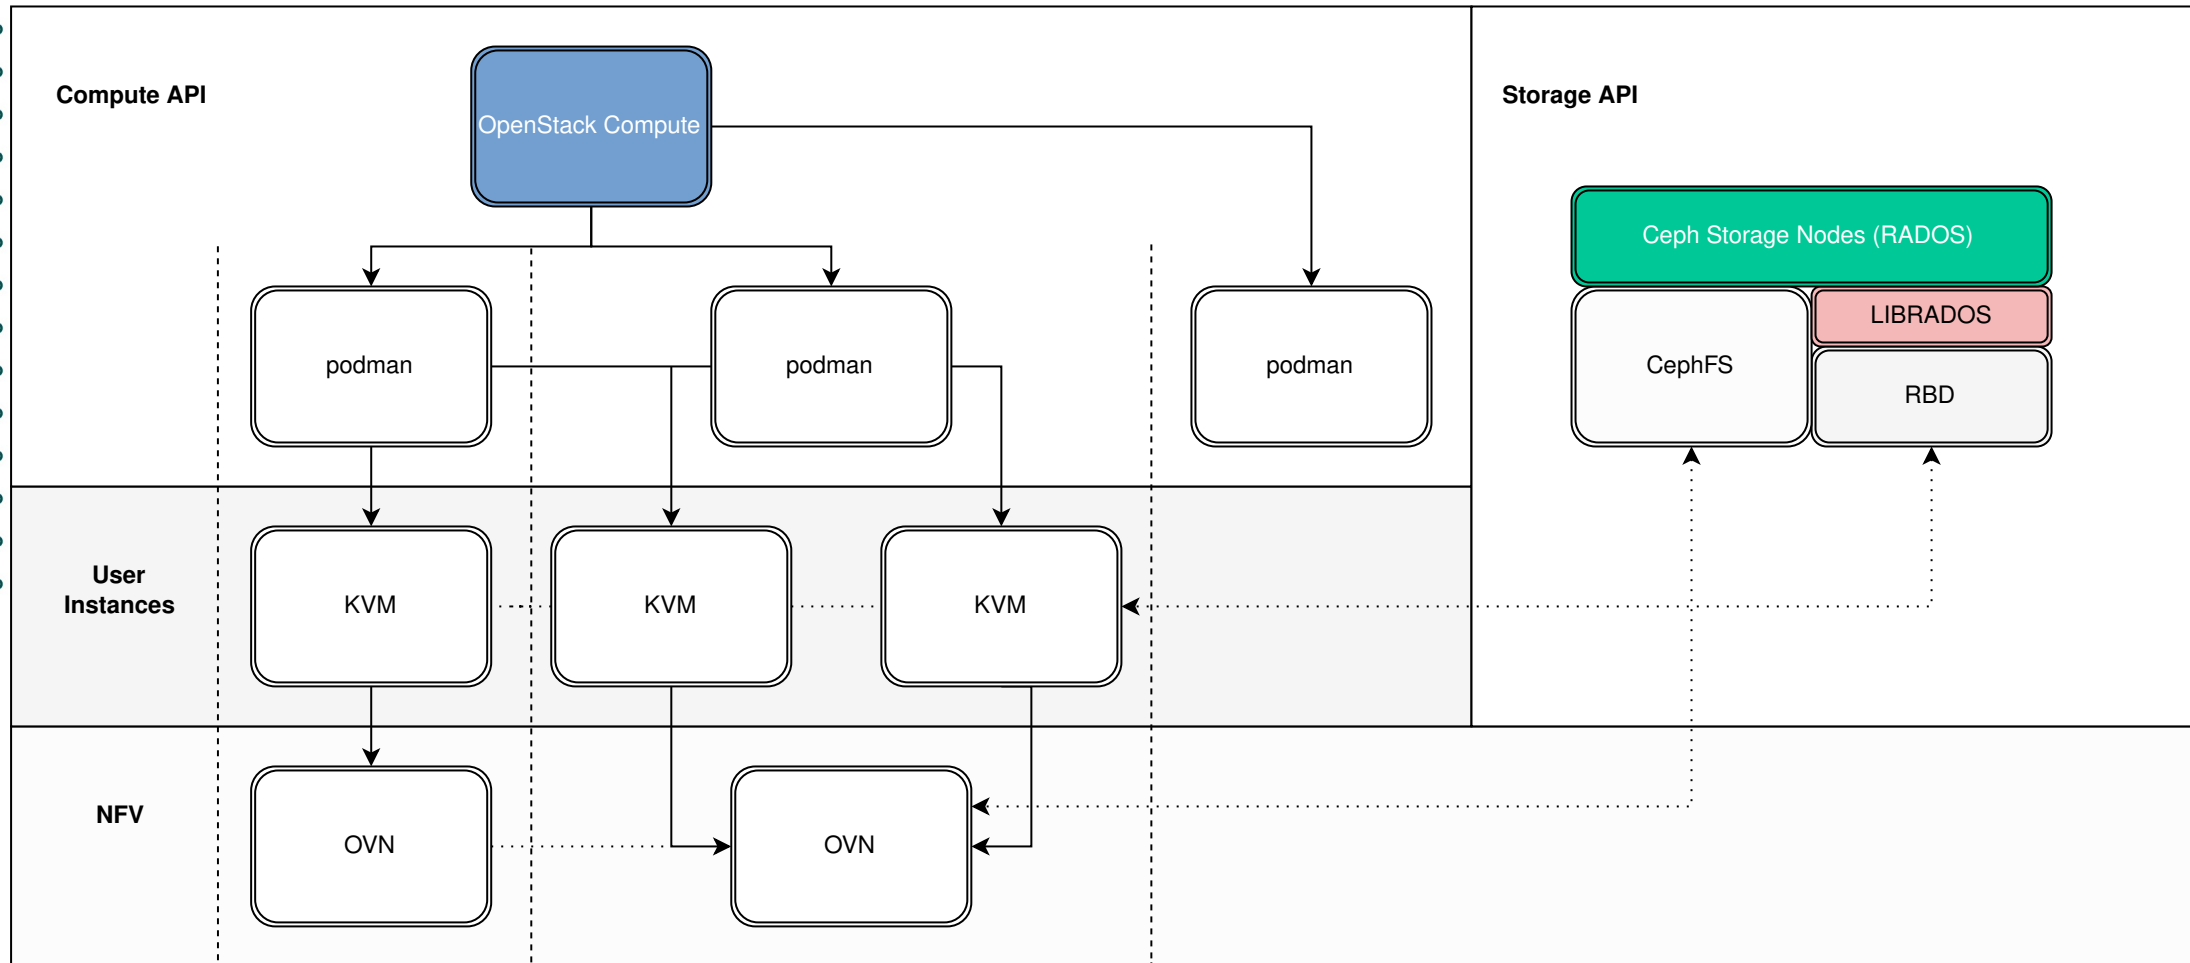 Compute API
OpenStack Compute
Storage API
Ceph Storage Nodes (RADOS)
LIBRADOS
podman
podman
podman
CephFS
RBD
User
Instances
KVM
KVM
KVM
NFV
OVN
OVN